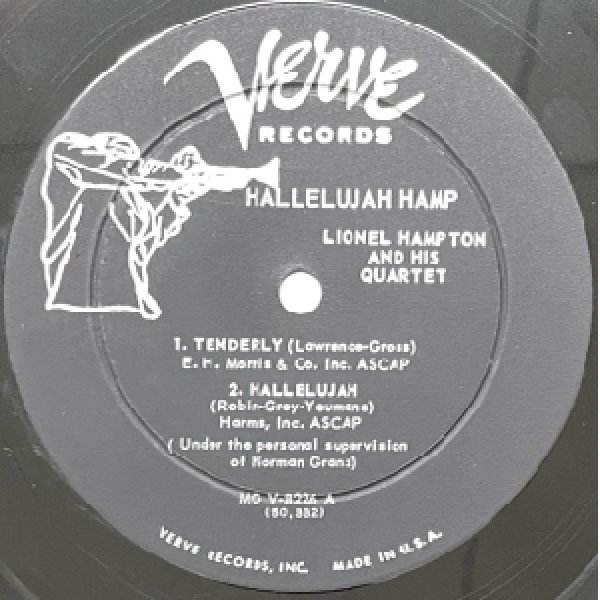 Verve
RECORDS
HALLELUJAH HAMP
LIONEL HAMPTON
AND HIS
QUARTET
1. TENDERLY (Lawrence-Gross)
E. H. Morris & Co. Inc. ASCAP
2. HALLELUJAH
(Robin-Grey-Youmans)
Harms, Inc. ASCAP
( Under the personal supervision
of Norman Granz)
MG V-8226 A
(50,882)
VERVE RECORDS, INC. MADE IN U.S.A.